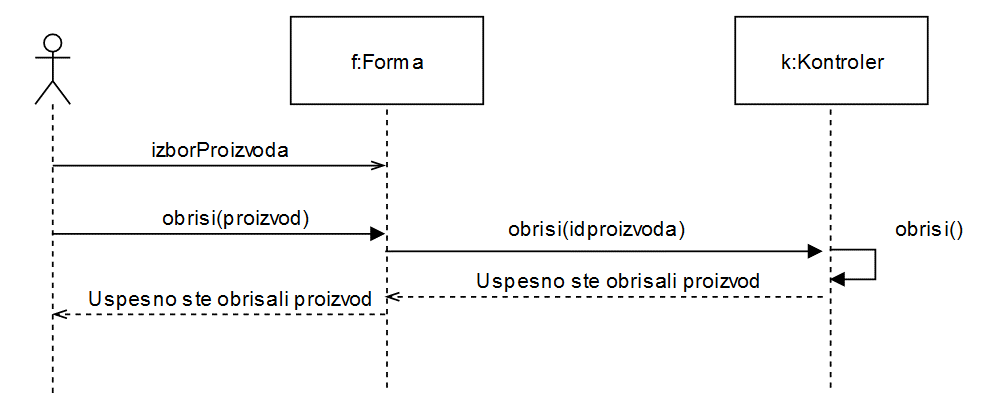 f:Forma
k:Kontroler
izborProizvoda
obrisi(proizvod)
obrisi(idproizvoda)
obrisi()
Uspesno ste obrisali proizvod
Uspesno ste obrisali proizvod